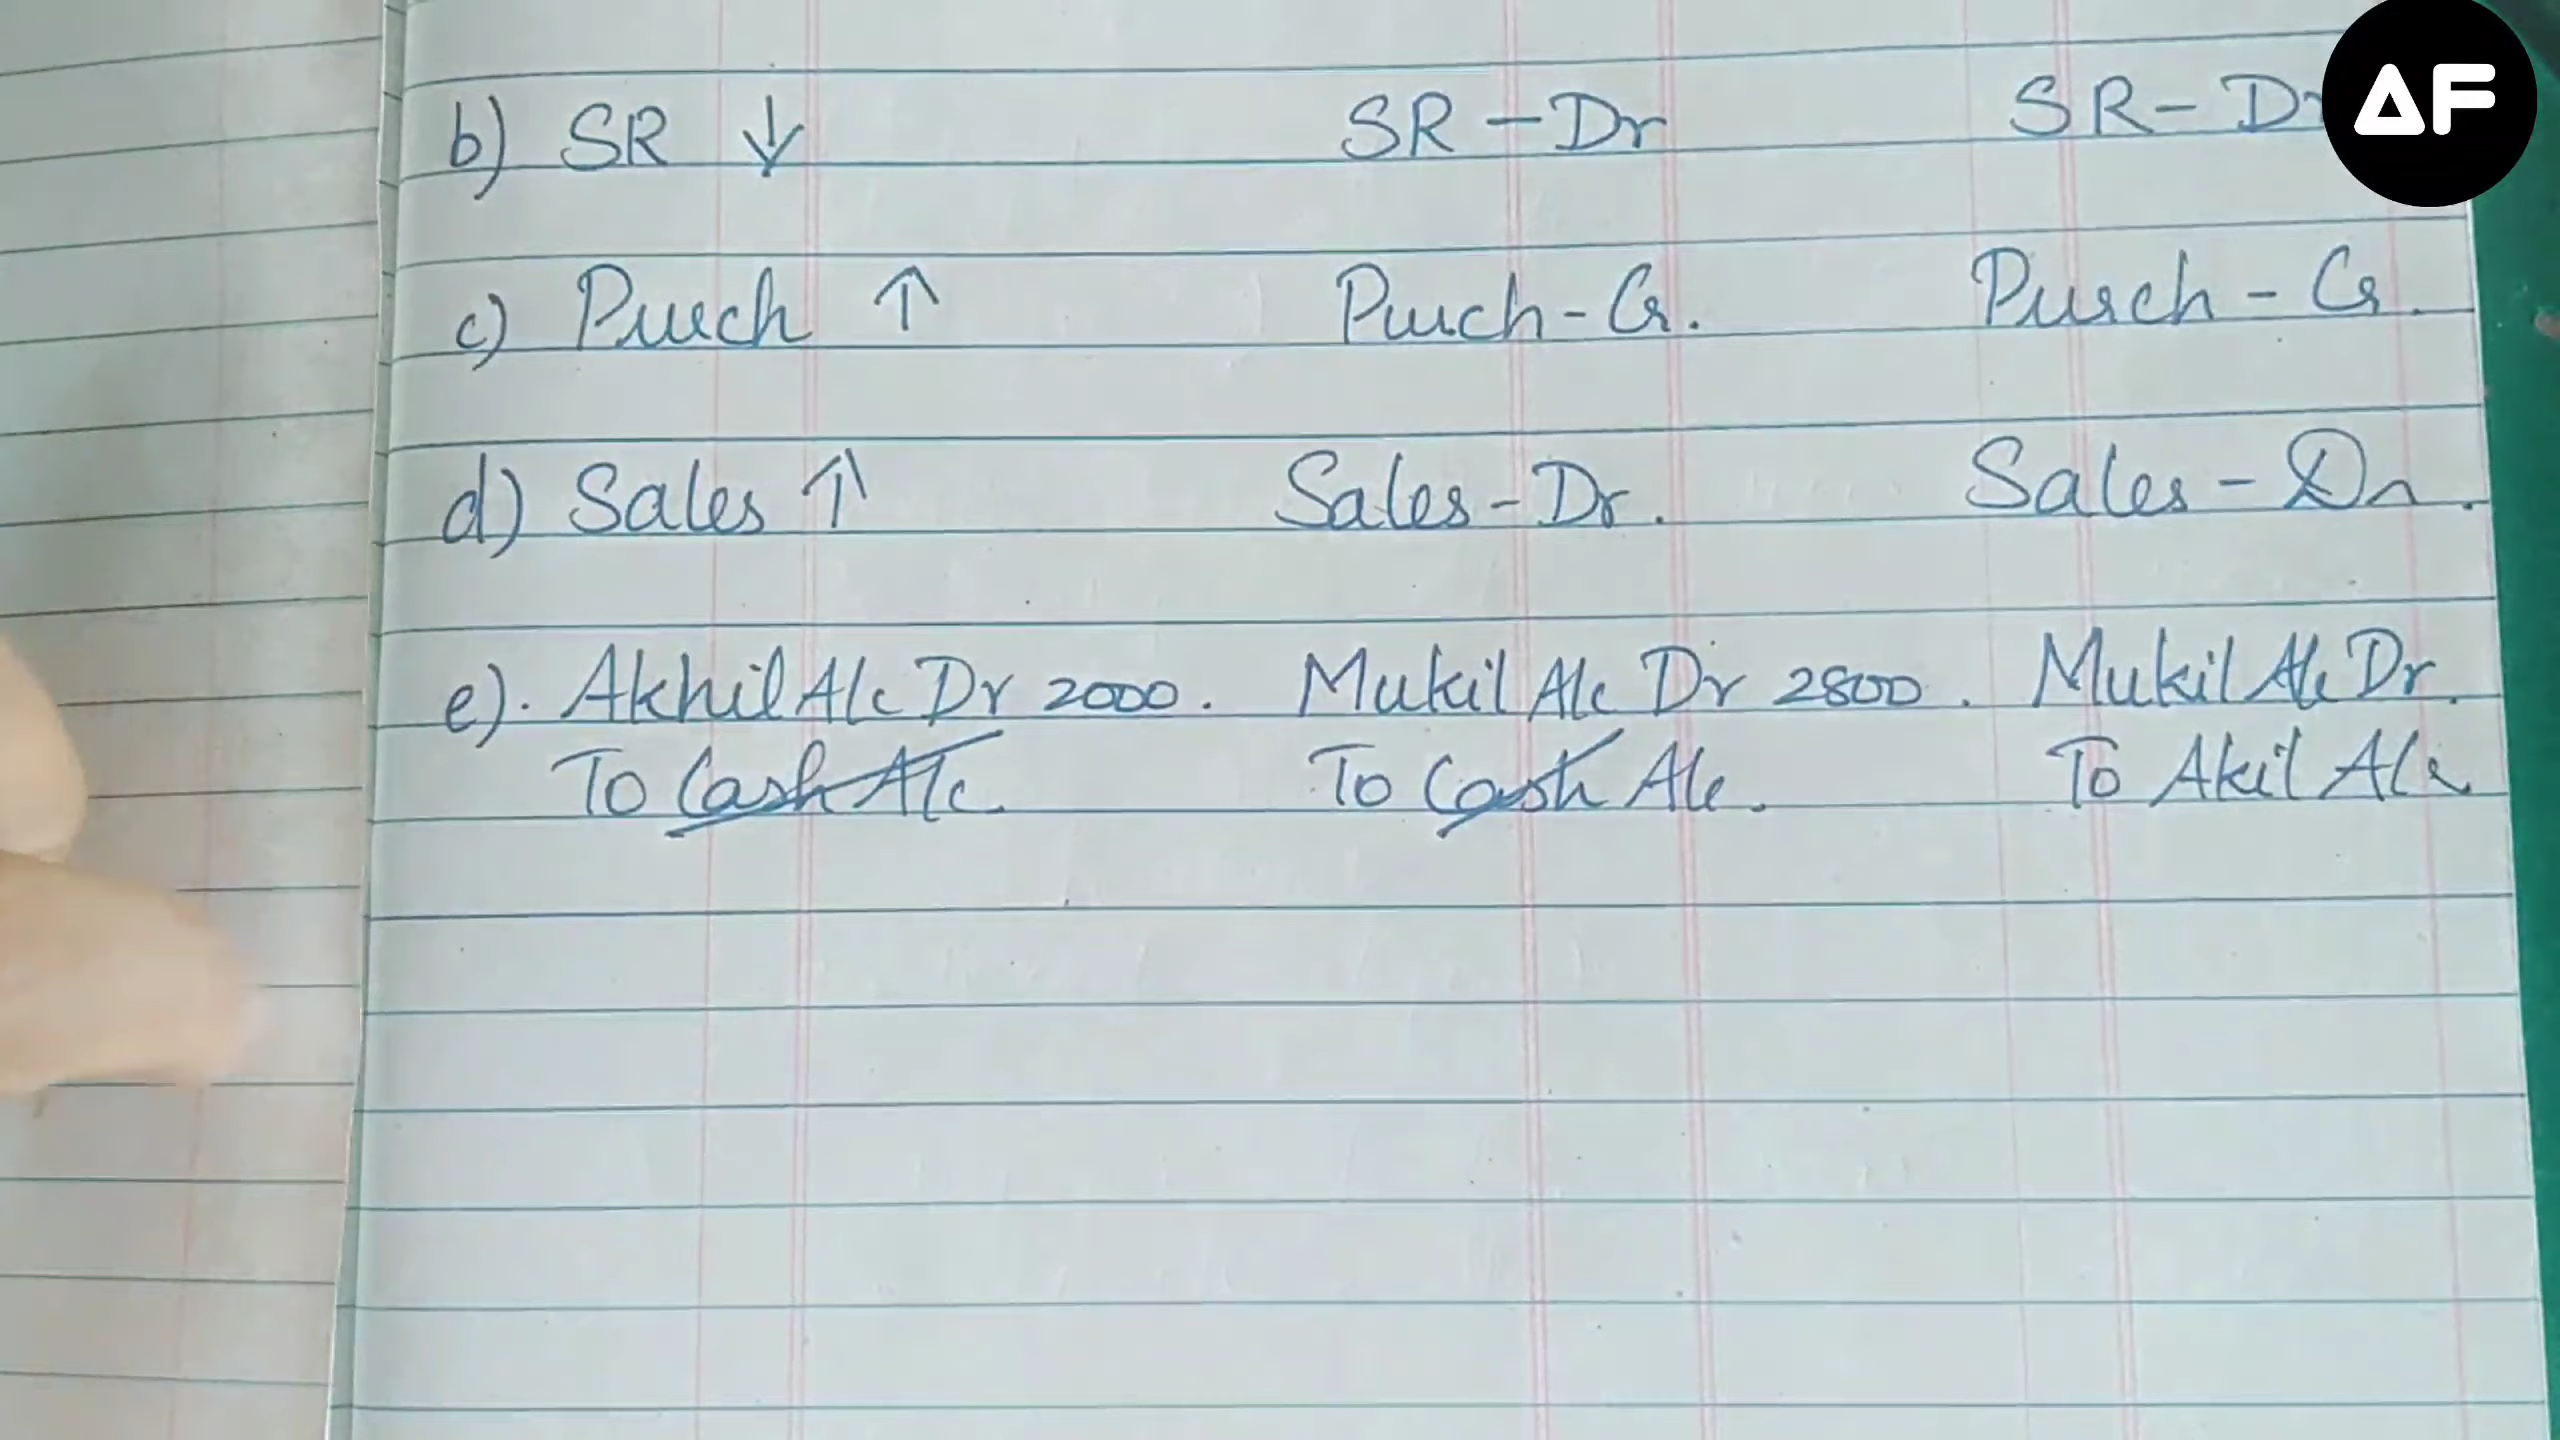 AF
b) SR ↓ SR - Dr SR - Dr
c) Purch ↑ Purch - Cr. Purch - Cr.
d) Sales ↑ Sales - Dr. Sales - Dr.
e). Akhil A/c Dr 2000. Mukil A/c Dr 2800. Mukil A/c Dr.
To Cash A/c. To Cash A/c. To Akil A/c